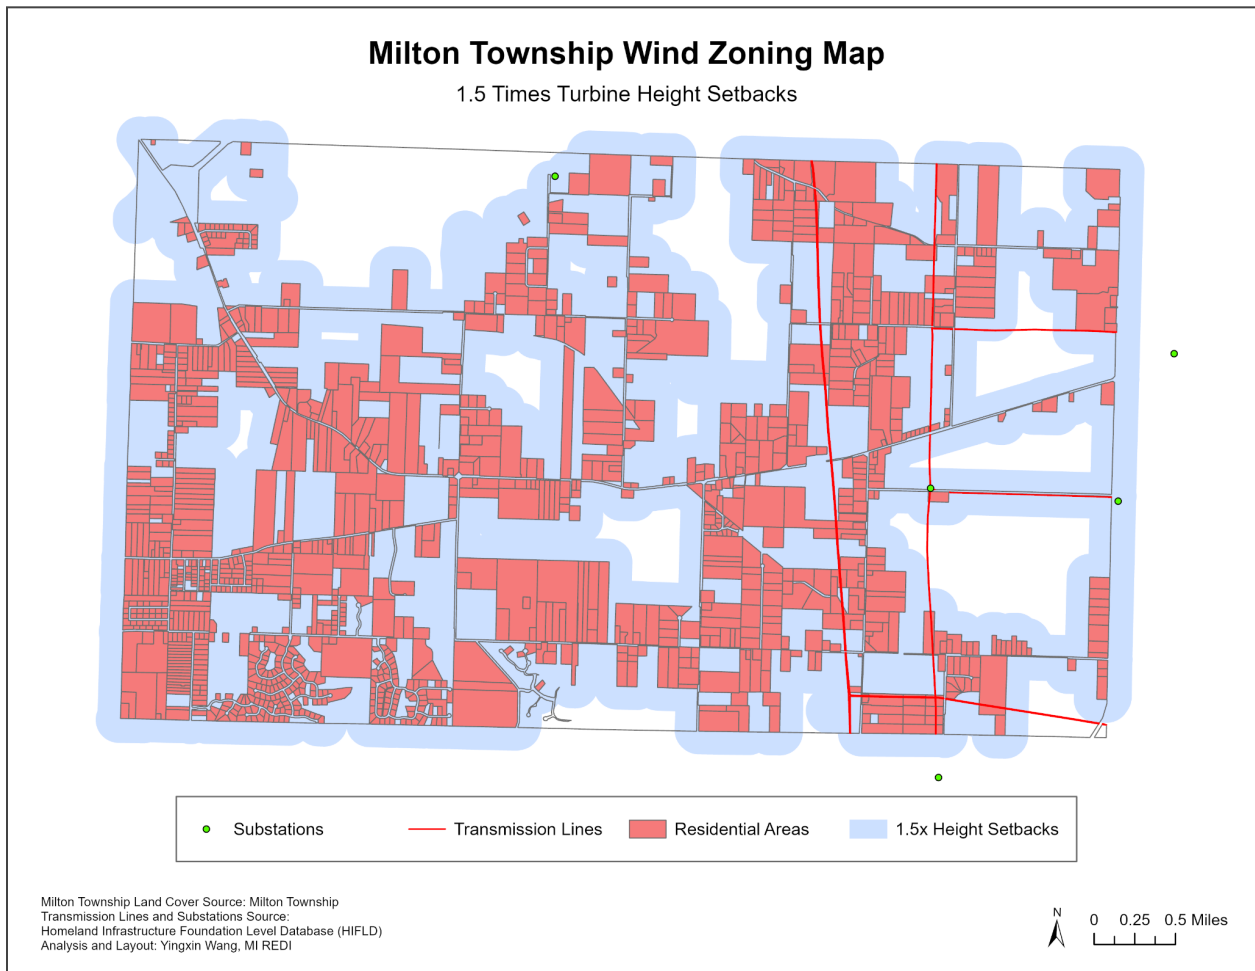 Milton Township Wind Zoning Map
1.5 Times Turbine Height Setbacks
Substations
Transmission Lines
Residential Areas
1.5x Height Setbacks
Milton Township Land Cover Source: Milton Township
Transmission Lines and Substations Source:
Homeland Infrastructure Foundation Level Database (HIFLD)
Analysis and Layout: Yingxin Wang, MI REDI
N
0 0.25 0.5 Miles